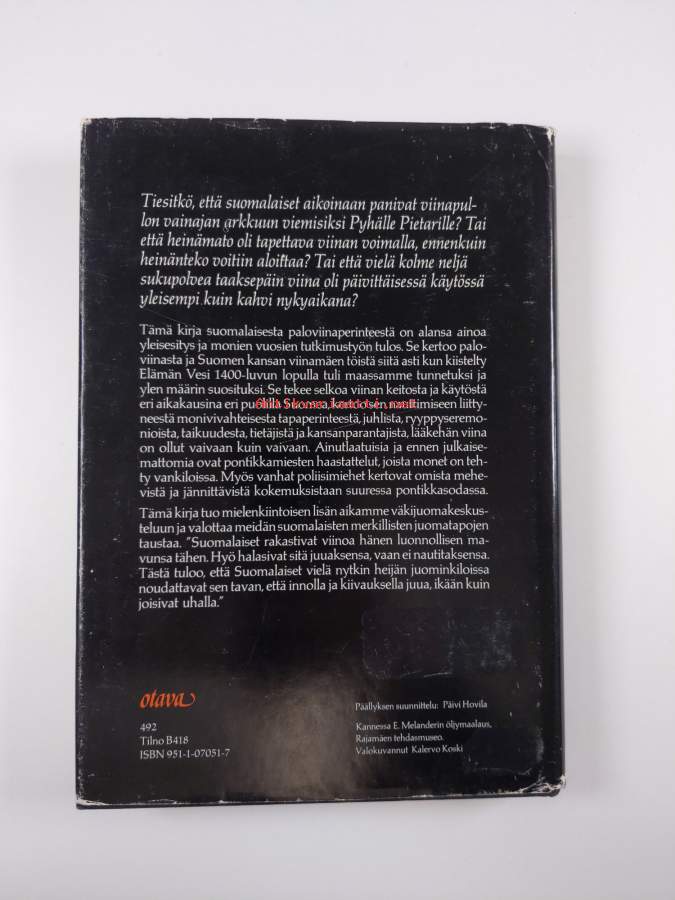 Tiesitkö, että suomalaiset aikoinaan panivat viinapul-
lon vainajan arkkuun viemisiksi Pyhälle Pietarille? Tai
että heinämato oli tapettava viinan voimalla, ennenkuin
heinänteko voitiin aloittaa? Tai että vielä kolme neljä
sukupolvea taaksepäin viina oli päivittäisessä käytössä
yleisempi kuin kahvi nykyaikana?
Tämä kirja suomalaisesta paloviinaperinteestä on alansa ainoa
yleisesitys ja monien vuosien tutkimustyön tulos. Se kertoo palo-
viinasta ja Suomen kansan viinamäen töistä siitä asti kun kiistelty
Elämän Vesi 1400-luvun lopulla tuli maassamme tunnetuksi ja
ylen määrin suosituksi. Se tekee selkoa viinan keitosta ja käytöstä
eri aikakausina eri puolilla Suomea, kertoo sen nauttimiseen liitty-
neestä monivivahteisesta tapaperinteestä, juhlista, ryyppyseremo-
nioista, taikuudesta, tietäjistä ja kansanparantajista, lääkehän viina
on ollut vaivaan kuin vaivaan. Ainutlaatuisia ja ennen julkaise-
mattomia ovat pontikkamiesten haastattelut, joista monet on teh-
ty vankiloissa. Myös vanhat poliisimiehet kertovat omista mehe-
vistä ja jännittävistä kokemuksistaan suuressa pontikkasodassa.
Tämä kirja tuo mielenkiintoisen lisän aikamme väkijuomakeskus-
teluun ja valottaa meidän suomalaisten merkillisten juomatapojen
taustaa. "Suomalaiset rakastivat viinoa hänen luonnollisen ma-
vunsa tähen. Hyö halasivat sitä juuaksensa, vaan ei nautitaksensa.
Tästä tuloo, että Suomalaiset vielä nytkin heijän juominkiloissa
noudattavat sen tavan, että innolla ja kiivauksella juua, ikään kuin
joisivat uhalla."
otava
492
Tilno B418
ISBN 951-1-07051-7
Päällyksen suunnittelu: Päivi Hovila
Kannessa E. Melanderin öljymaalaus,
Rajamäen tehdasmuseo.
Valokuvannut Kalervo Koski